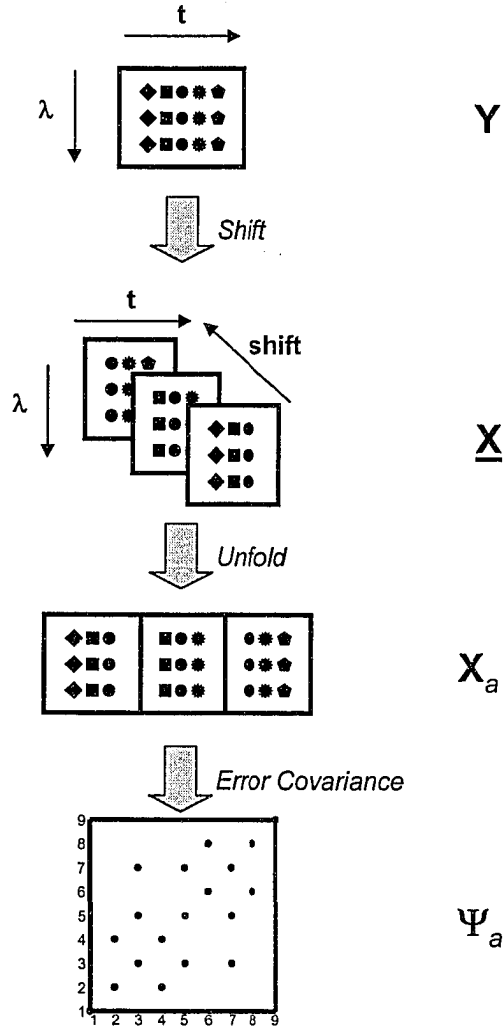 t
λ
Y
Shift
t
shift
λ
X
Unfold
Xa
Error Covariance
9
8
7
6
5
4
3
2
1
Ψa
1 2 3 4 5 6 7 8 9